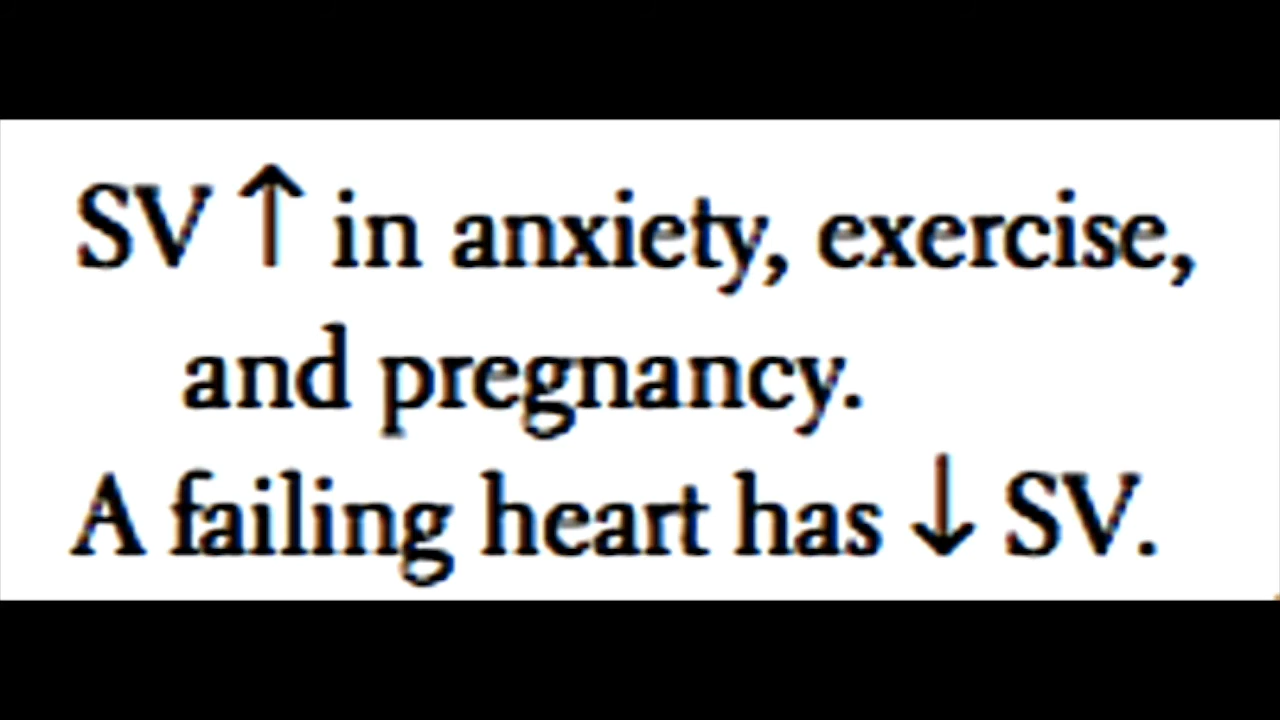 SV ↑ in anxiety, exercise,
and pregnancy.
A failing heart has ↓ SV.